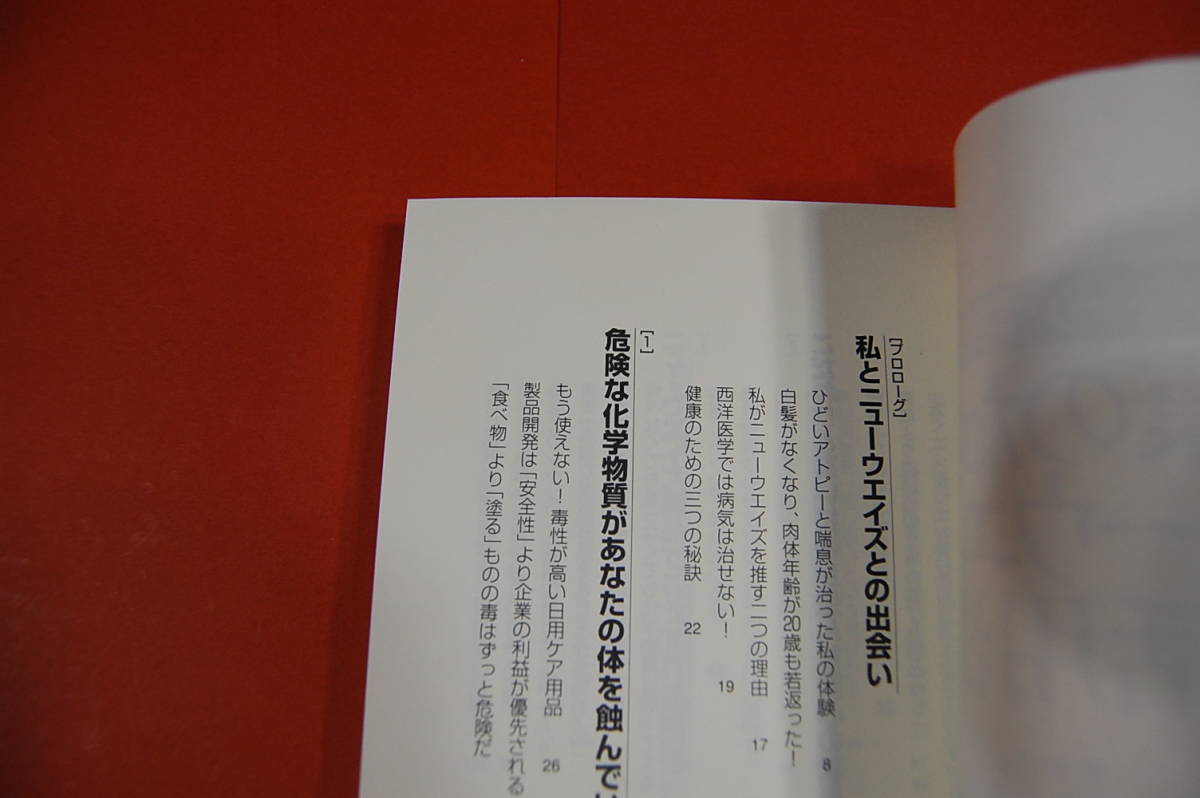 [プロローグ]
私とニューウエイズとの出会い
ひどいアトピーと喘息が治った私の体験 8
白髪がなくなり、肉体年齢が20歳も若返った!
私がニューウエイズを推す二つの理由 17
西洋医学では病気は治せない! 19
健康のための三つの秘訣 22
[1]
危険な化学物質があなたの体を蝕んで
もう使えない!毒性が高い日用ケア用品 26
製品開発は「安全性」より企業の利益が優先される
「食べ物」より「塗る」ものの毒はずっと危険だ